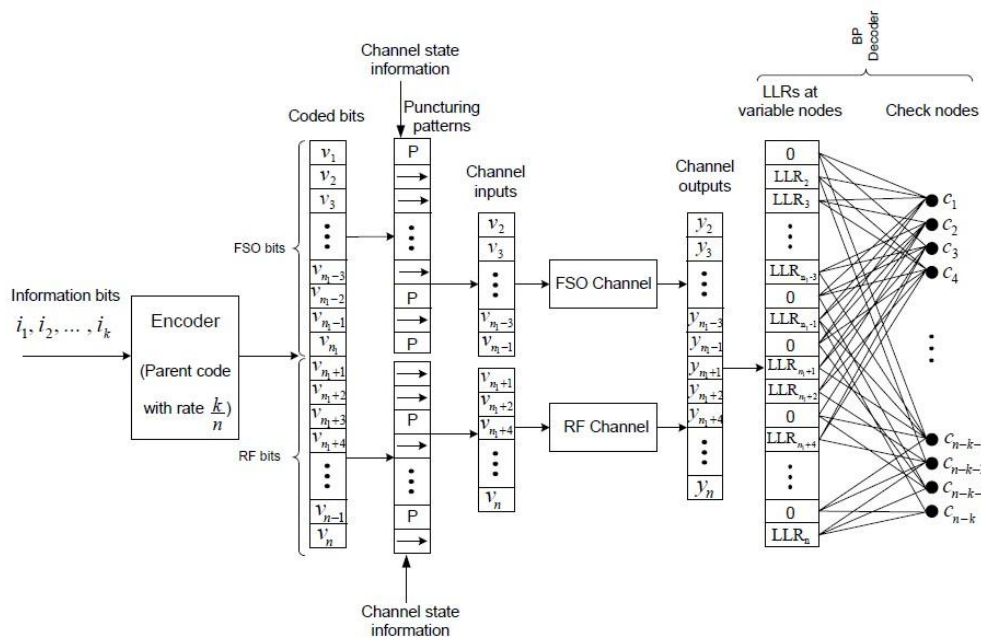 Channel state
information
BP
Decoder
LLRs at
variable nodes
Check nodes
Coded bits
Puncturing
patterns
Channel
inputs
Channel
outputs
FSO bits
RF bits
Information bits
i₁, i₂, ... , iₖ
Encoder
(Parent code
with rate k/n)
v₁
v₂
v₃
⋮
vₙ₁₋₃
vₙ₁₋₂
vₙ₁₋₁
vₙ₁
vₙ₁₊₁
vₙ₁₊₂
vₙ₁₊₃
vₙ₁₊₄
⋮
vₙ₋₁
vₙ
P
⋮
P
P
P
⋮
P
v₂
v₃
⋮
vₙ₁₋₃
vₙ₁₋₁
vₙ₁₊₁
vₙ₁₊₂
vₙ₁₊₄
⋮
vₙ
FSO Channel
RF Channel
y₂
y₃
⋮
yₙ₁₋₃
yₙ₁₋₁
yₙ₁₊₁
yₙ₁₊₂
yₙ₁₊₄
⋮
yₙ
0
LLR₂
LLR₃
⋮
LLRₙ₁₋₃
0
LLRₙ₁₋₁
0
LLRₙ₁₊₁
LLRₙ₁₊₂
0
LLRₙ₁₊₄
⋮
0
LLRₙ
c₁
c₂
c₃
c₄
⋮
cₙ₋ₖ₋
cₙ₋ₖ₋
cₙ₋ₖ₋
cₙ₋ₖ
Channel state
information